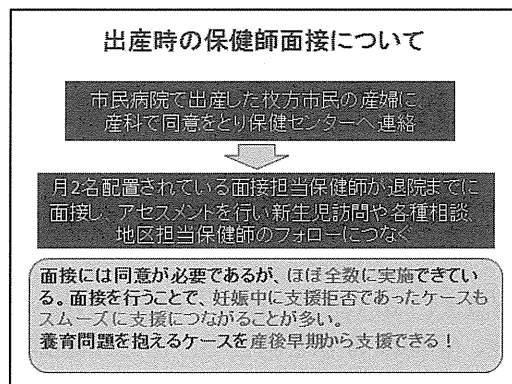 出産時の保健師面接について
市民病院で出産した枚方市民の産婦に
産科で同意をとり保健センターへ連絡
月2名配置されている面接担当保健師が退院までに
面接し、アセスメントを行い新生児訪問や各種相談、
地区担当保健師のフォローにつなぐ
面接には同意が必要であるが、ほぼ全数に実施できてい
る。面接を行うことで、妊娠中に支援拒否であったケースも
スムーズに支援につながることが多い。
養育問題を抱えるケースを産後早期から支援できる！